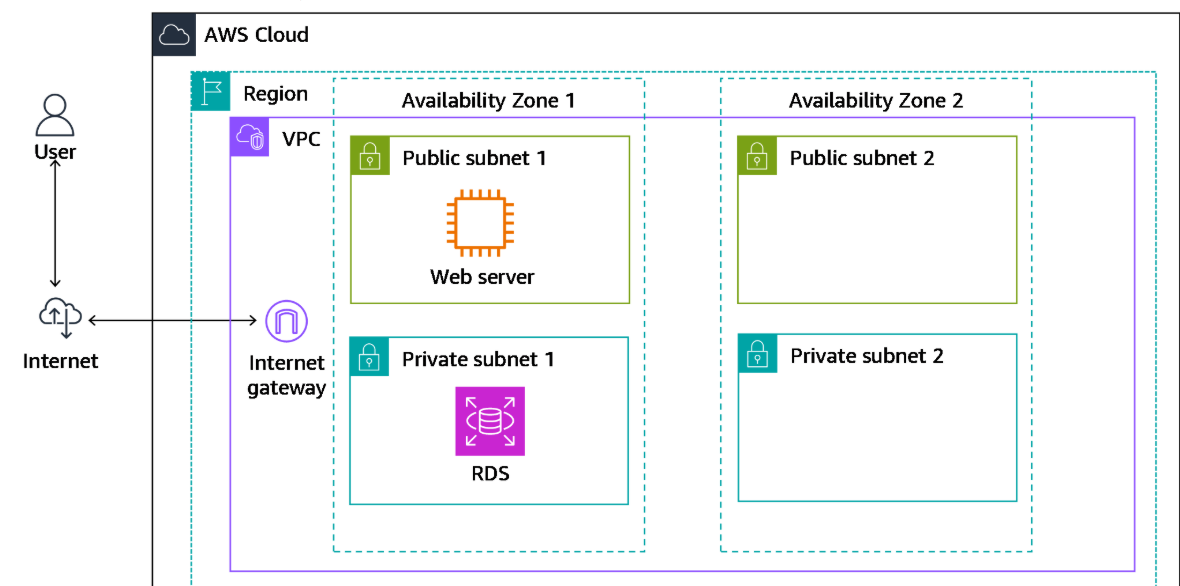 AWS Cloud
Region
Availability Zone 1
Availability Zone 2
VPC
Public subnet 1
Public subnet 2
User
Web server
Internet
Internet
gateway
Private subnet 1
Private subnet 2
RDS